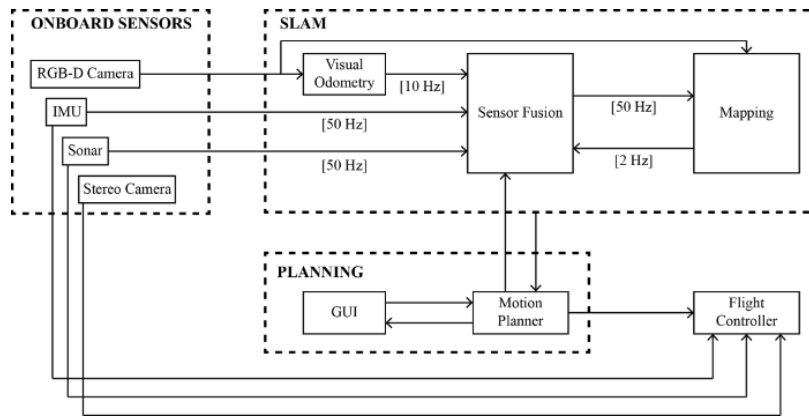 ONBOARD SENSORS
SLAM
RGB-D Camera
Visual
Odometry
[10 Hz]
IMU
[50 Hz]
Sensor Fusion
[50 Hz]
Mapping
Sonar
[50 Hz]
[2 Hz]
Stereo Camera
PLANNING
GUI
Motion
Planner
Flight
Controller